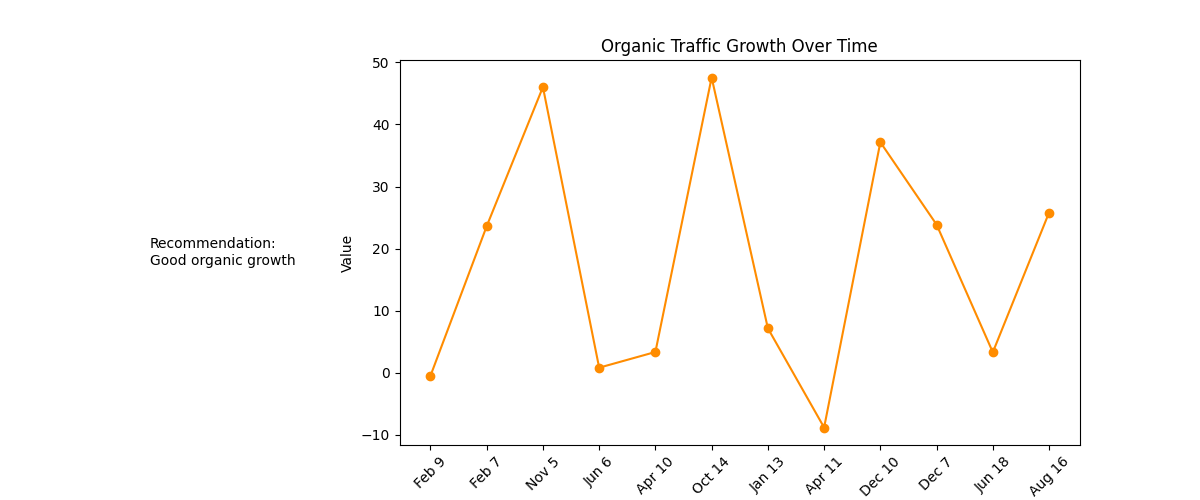 Organic Traffic Growth Over Time
Recommendation:
Good organic growth
Value
50
40
30
20
10
0
−10
Feb 9
Feb 7
Nov 5
Jun 6
Apr 10
Oct 14
Jan 13
Apr 11
Dec 10
Dec 7
Jun 18
Aug 16